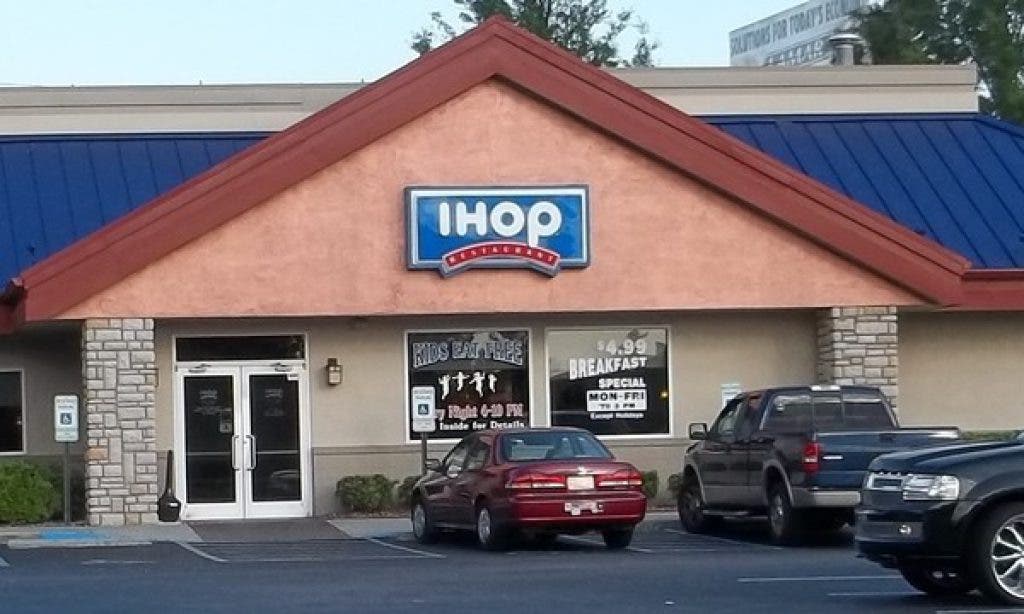 SOLUTIONS FOR TODAY'S
IHOP
RESTAURANT
KIDS EAT FREE
Night 4-10 PM
Inside for Details
$4.99
BREAKFAST
SPECIAL
MON-FRI
Except Holidays